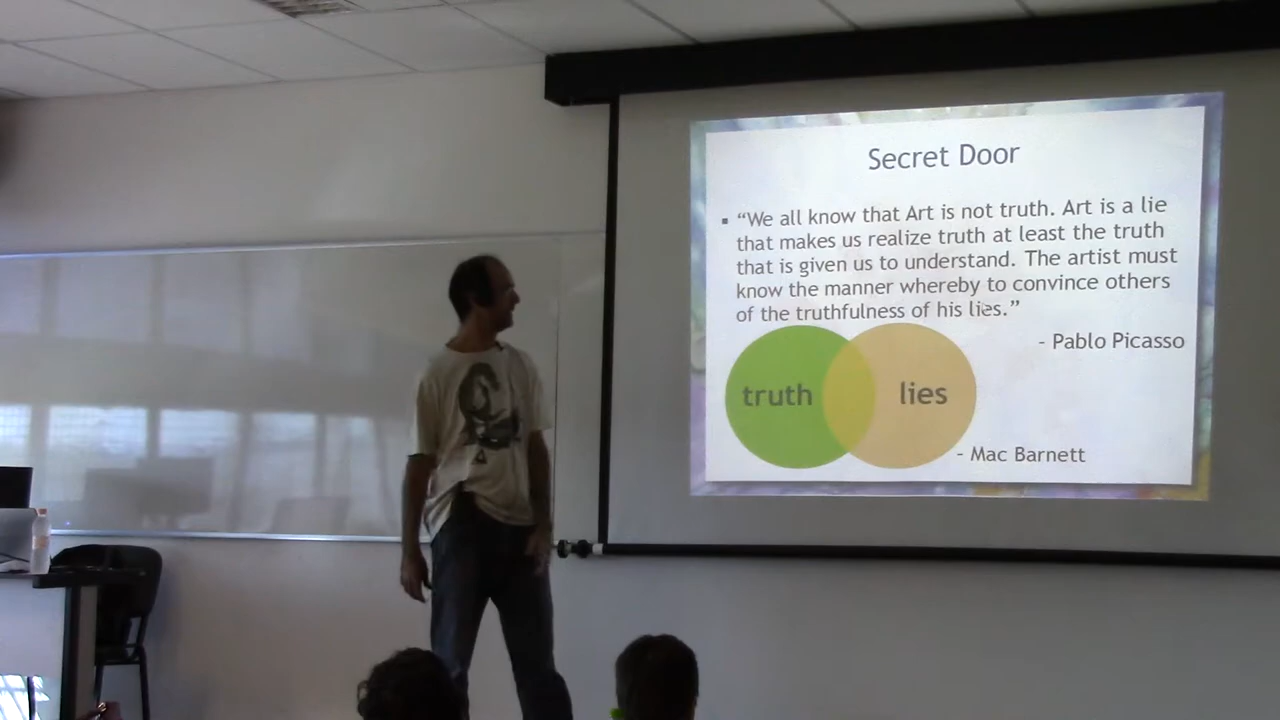 Secret Door
▪ “We all know that Art is not truth. Art is a lie
that makes us realize truth at least the truth
that is given us to understand. The artist must
know the manner whereby to convince others
of the truthfulness of his lies.”
- Pablo Picasso
truth lies
- Mac Barnett